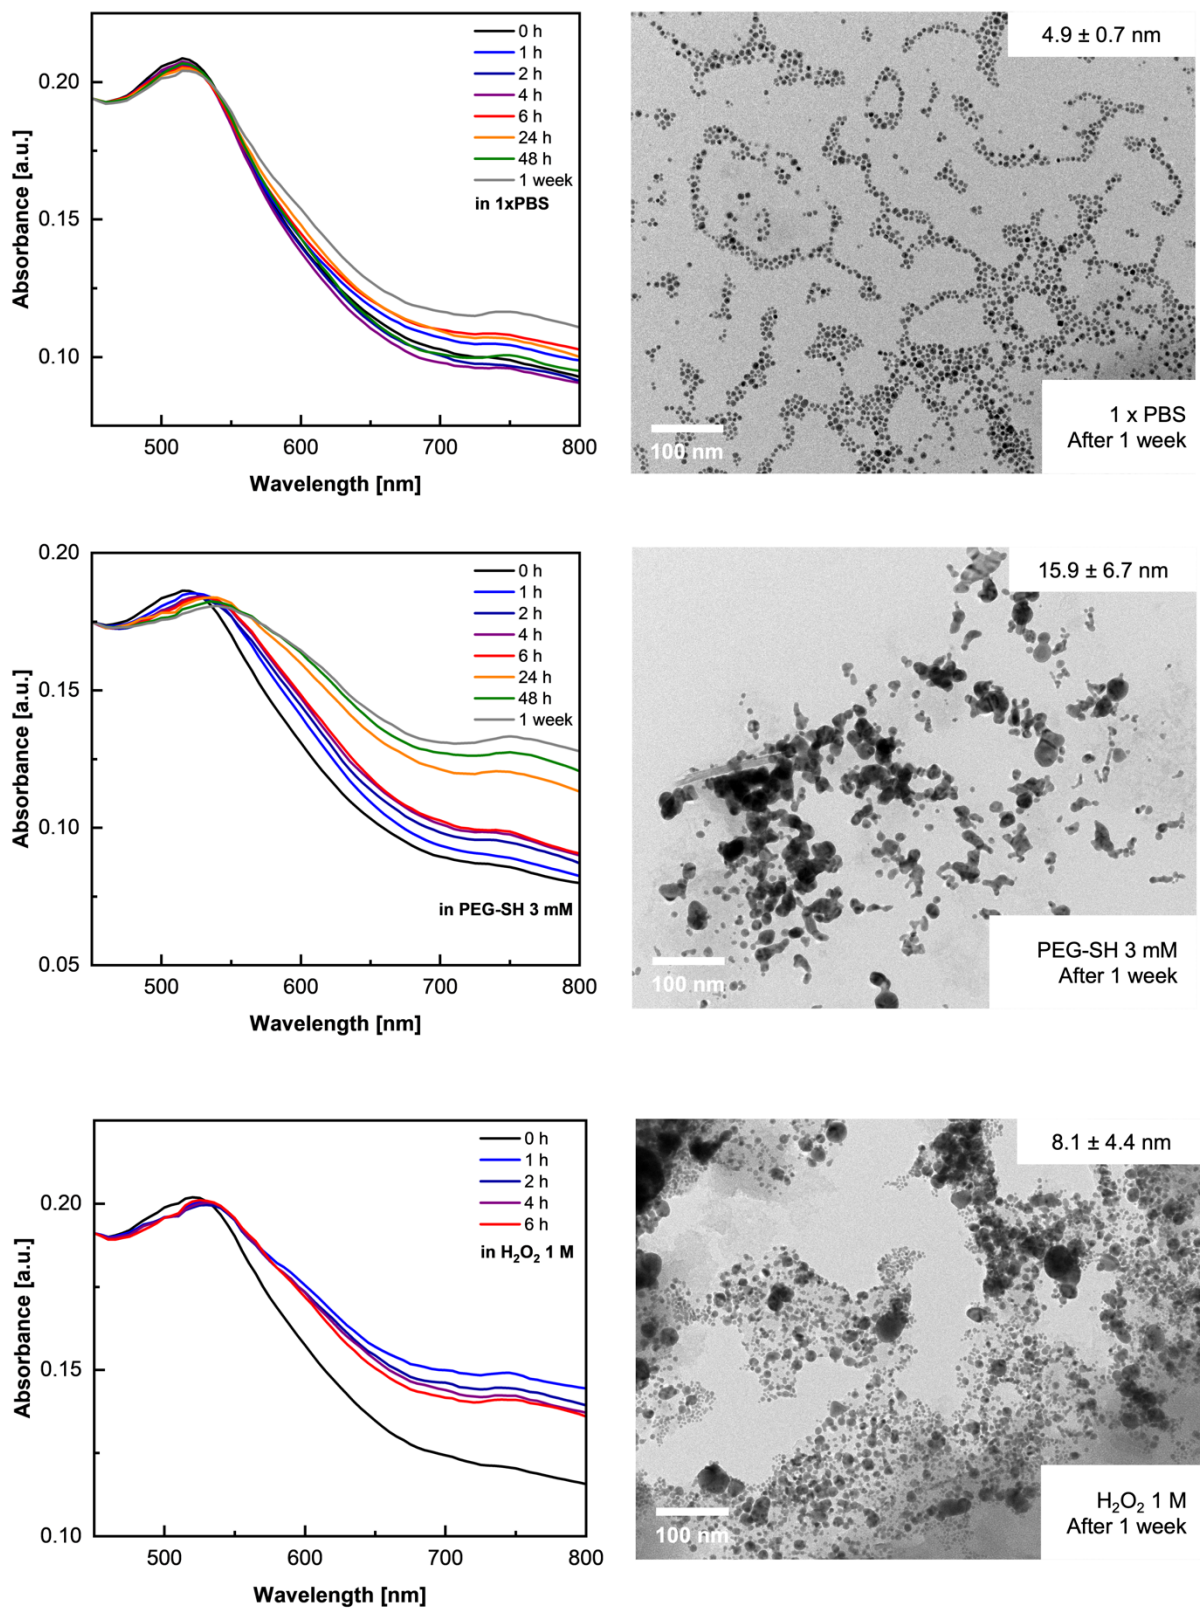 0.20
0.15
0.10
Absorbance [a.u.]
500 600 700 800
Wavelength [nm]
0 h
1 h
2 h
4 h
6 h
24 h
48 h
1 week
in 1xPBS
4.9 ± 0.7 nm
100 nm
1 x PBS
After 1 week
0.20
0.15
0.10
0.05
Absorbance [a.u.]
500 600 700 800
Wavelength [nm]
0 h
1 h
2 h
4 h
6 h
24 h
48 h
1 week
in PEG-SH 3 mM
15.9 ± 6.7 nm
100 nm
PEG-SH 3 mM
After 1 week
0.20
0.15
0.10
Absorbance [a.u.]
500 600 700 800
Wavelength [nm]
0 h
1 h
2 h
4 h
6 h
in H₂O₂ 1 M
8.1 ± 4.4 nm
100 nm
H₂O₂ 1 M
After 1 week